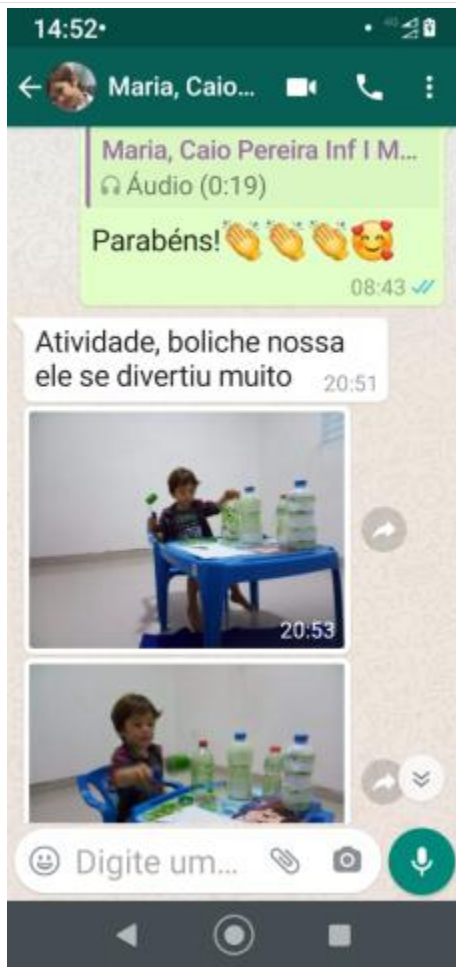 14:52
Maria, Caio...
Maria, Caio Pereira Inf I M...
Áudio (0:19)
Parabéns!👏👏👏🥰
08:43
Atividade, boliche nossa
ele se divertiu muito 20:51
20:53
Digite um...